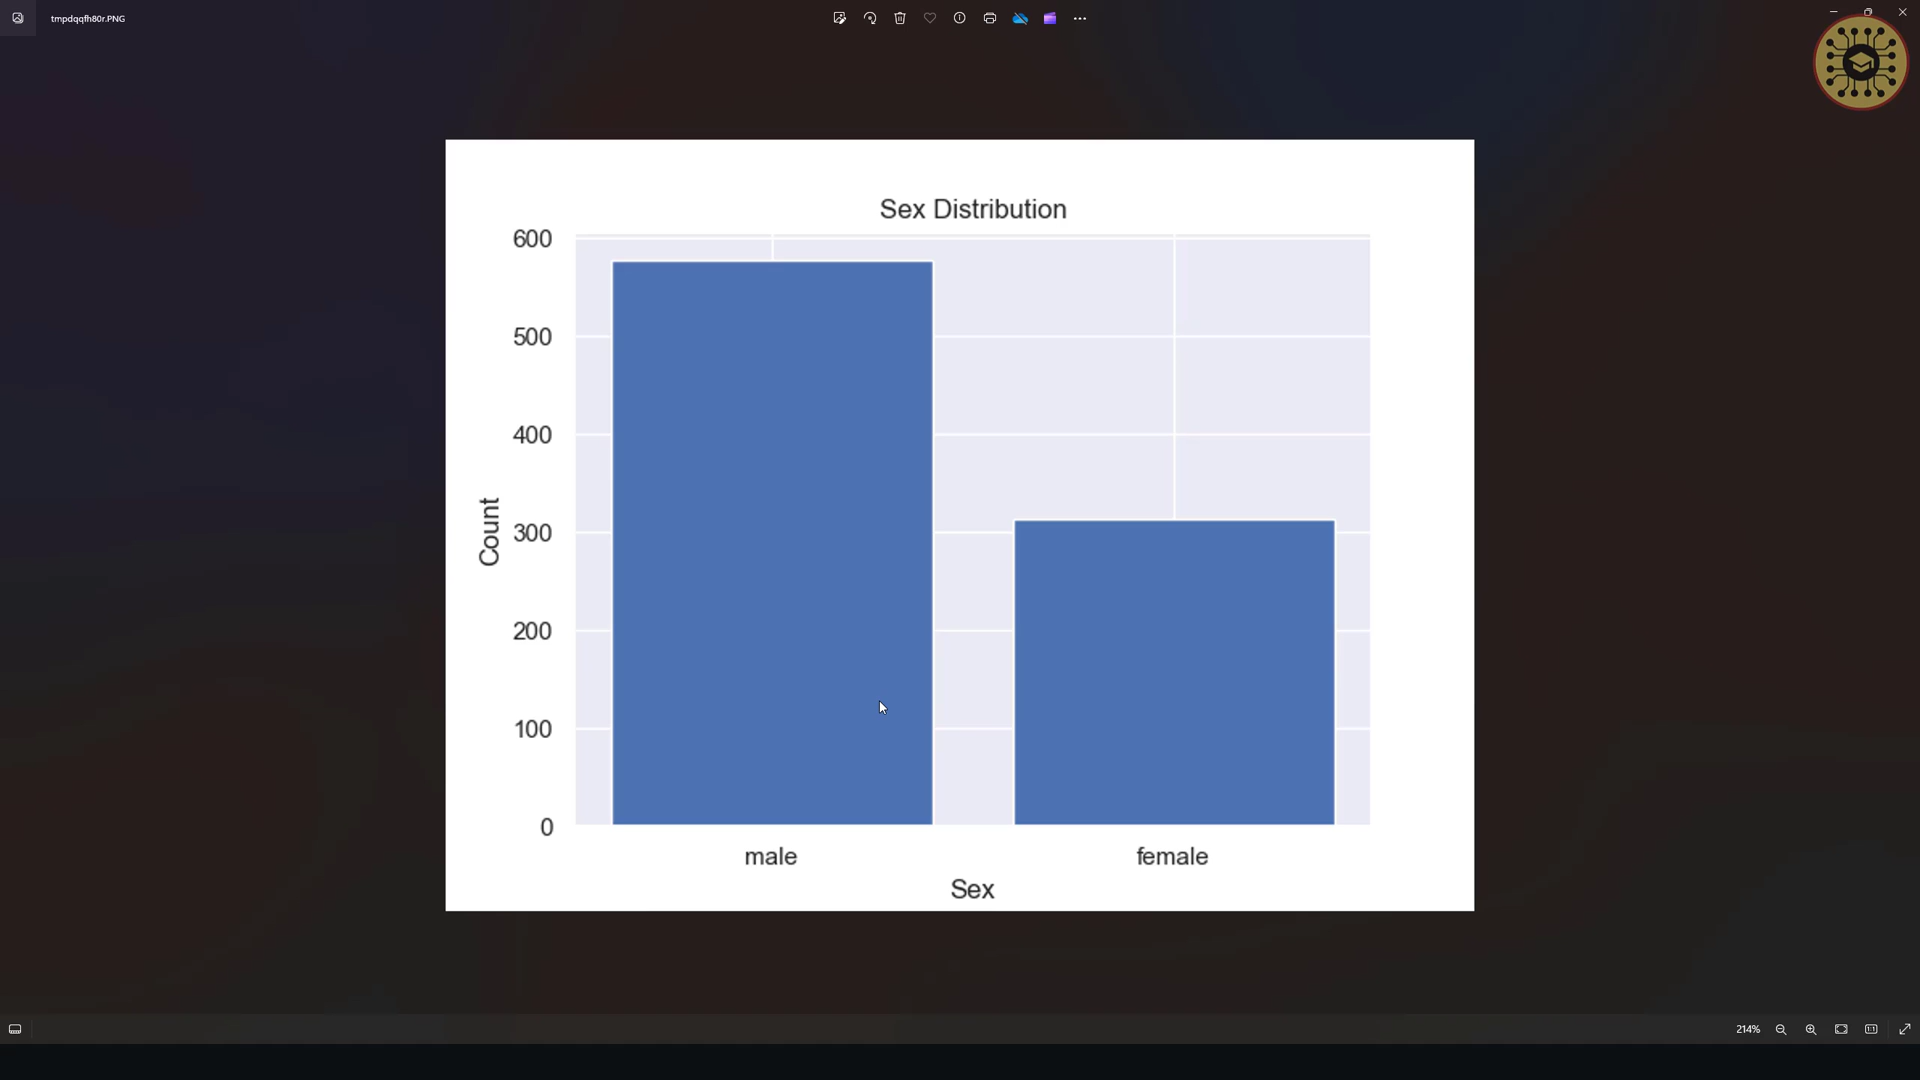 tmpdqqfh80r.PNG
Sex Distribution
600
500
400
300
200
100
0
Count
male
female
Sex
214%